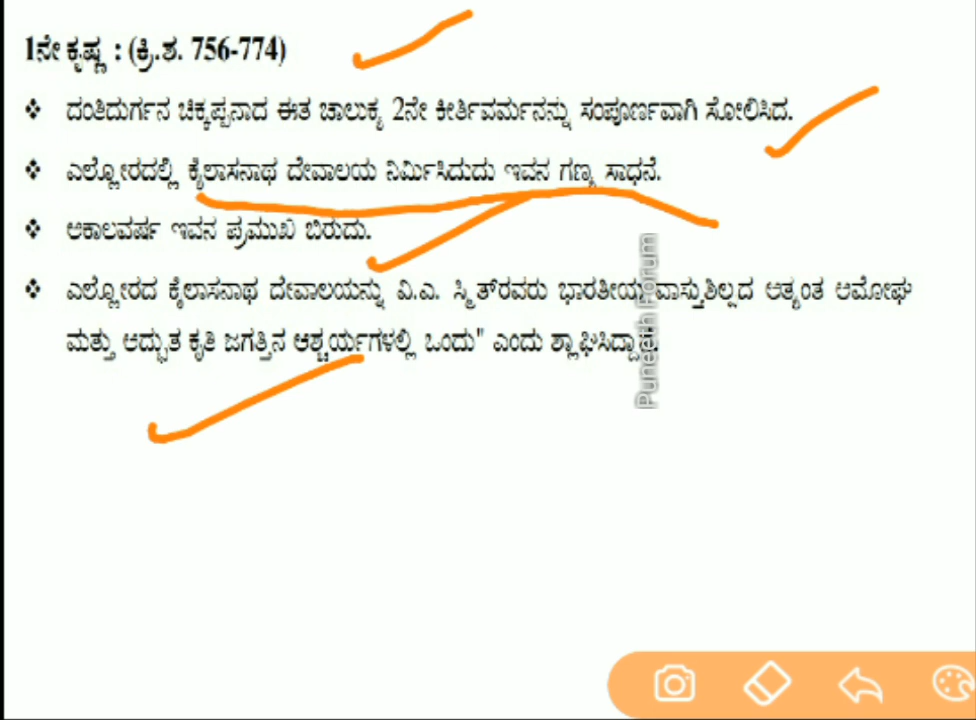 1ನೇ ಕೃಷ್ಣ : (ಕ್ರಿ.ಶ. 756-774)
❖ ದಂತಿದುರ್ಗನ ಚಿಕ್ಕಪ್ಪನಾದ ಈತ ಚಾಲುಕ್ಯ 2ನೇ ಕೀರ್ತಿವರ್ಮನನ್ನು ಸಂಪೂರ್ಣವಾಗಿ ಸೋಲಿಸಿದ.
❖ ಎಲ್ಲೋರದಲ್ಲಿ ಕೈಲಾಸನಾಥ ದೇವಾಲಯ ನಿರ್ಮಿಸಿದುದು ಇವನ ಗಣ್ಯ ಸಾಧನೆ.
❖ ಅಕಾಲವರ್ಷ ಇವನ ಪ್ರಮುಖ ಬಿರುದು.
❖ ಎಲ್ಲೋರದ ಕೈಲಾಸನಾಥ ದೇವಾಲಯನ್ನು ವಿ.ಎ. ಸ್ಮಿತ್‌ರವರು ಭಾರತೀಯ ವಾಸ್ತುಶಿಲ್ಪದ ಅತ್ಯಂತ ಅಮೋಘ
ಮತ್ತು ಅದ್ಭುತ ಕೃತಿ ಜಗತ್ತಿನ ಆಶ್ಚರ್ಯಗಳಲ್ಲಿ ಒಂದು" ಎಂದು ಶ್ಲಾಘಿಸಿದ್ದಾರೆ.
Puneeth Forum